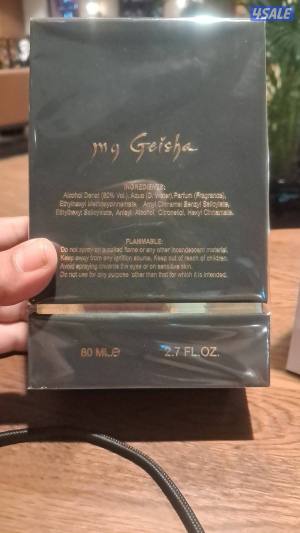 4SALE
my Geisha
INGREDIENTS:
Alcohol Denat (80% Vol.), Aqua (D. Water), Parfum (Fragrance),
Ethylhexyl Methoxycinnamate, Amyl Cinnamel Benzyl Salicylate,
Ethylhexyl Salicylate, Anisyl Alcohol, Citronellol, Hexyl Cinnamate.
FLAMMABLE:
Do not spray on naked flame or any other incandescent material.
Keep away from any ignition source. Keep out of reach of children.
Avoid spraying towards the eyes or on sensitive skin.
Do not use for any purpose other than that for which it is intended.
80 ML.℮ 2.7 FL.OZ.